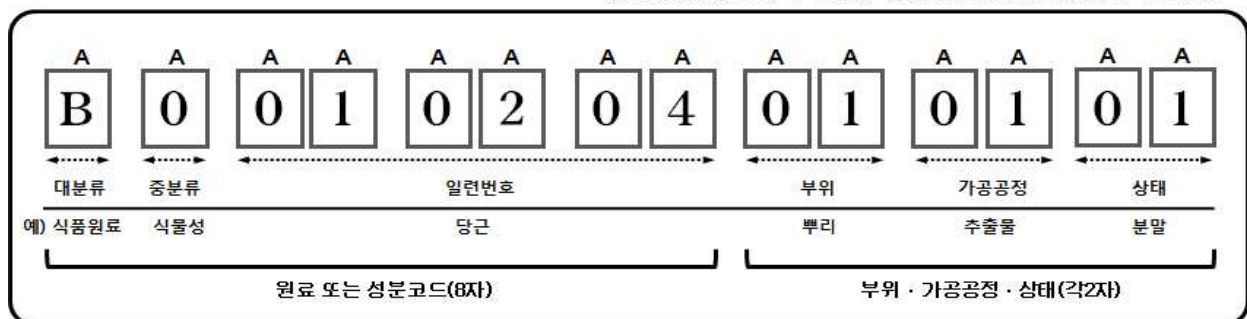 A A A A A A A A A A A A A A
B 0 0 1 0 2 0 4 0 1 0 1 0 1
대분류 중분류 일련번호 부위 가공공정 상태
예) 식품원료 식물성 당근 뿌리 추출물 분말
원료 또는 성분코드(8자) 부위 · 가공공정 · 상태(각2자)